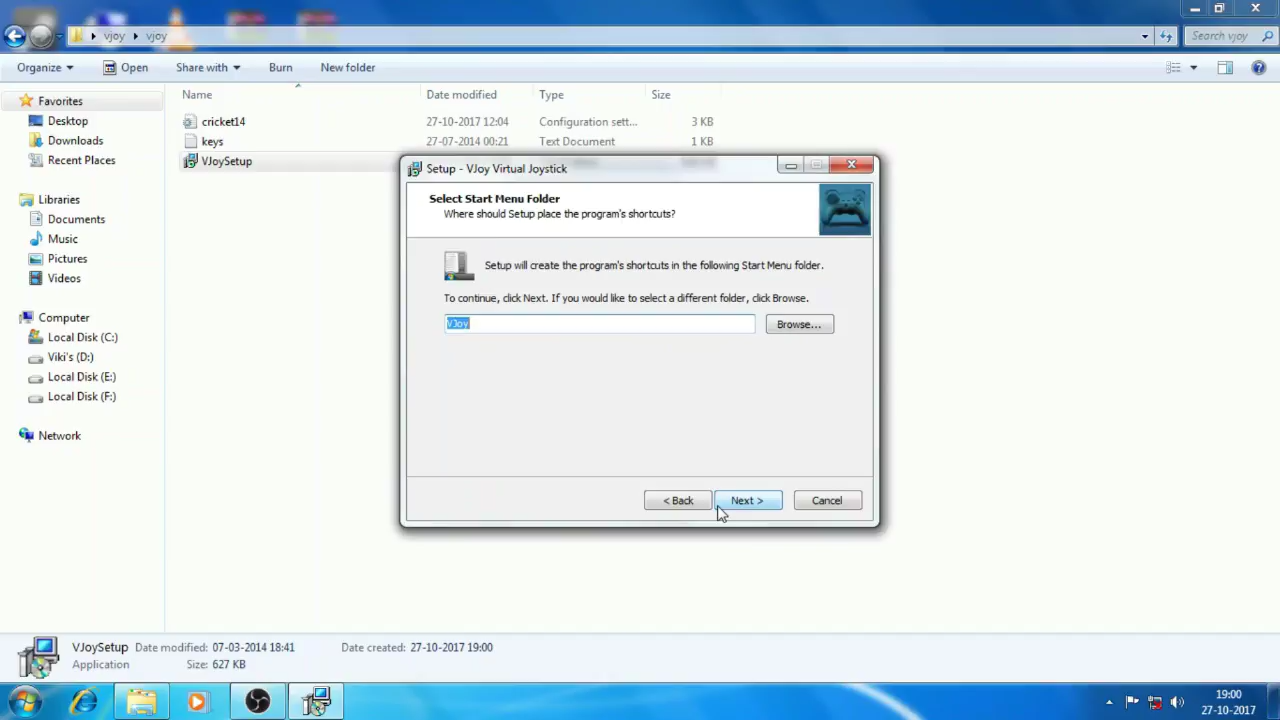 vjoy vjoy
Search vjoy
Organize Open Share with Burn New folder
Name Date modified Type Size
Favorites
Desktop
Downloads
Recent Places
Libraries
Documents
Music
Pictures
Videos
Computer
Local Disk (C:)
Viki's (D:)
Local Disk (E:)
Local Disk (F:)
Network
cricket14 27-10-2017 12:04 Configuration sett... 3 KB
keys 27-07-2014 00:21 Text Document 1 KB
VJoySetup
Setup - VJoy Virtual Joystick
Select Start Menu Folder
Where should Setup place the program's shortcuts?
Setup will create the program's shortcuts in the following Start Menu folder.
To continue, click Next. If you would like to select a different folder, click Browse.
VJoy
Browse...
< Back Next > Cancel
VJoySetup Date modified: 07-03-2014 18:41 Date created: 27-10-2017 19:00
Application Size: 627 KB
19:00
27-10-2017